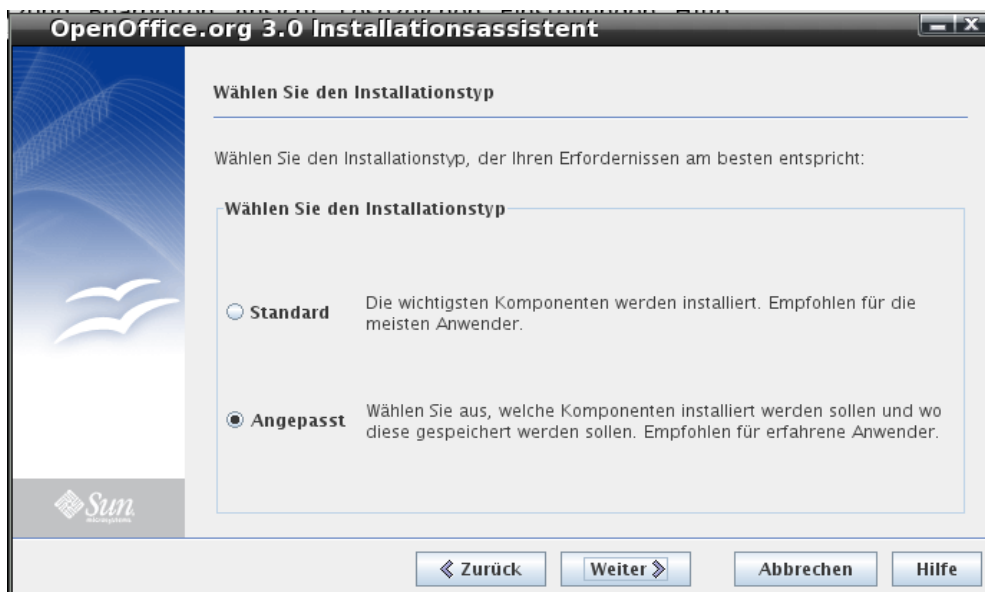 OpenOffice.org 3.0 Installationsassistent
Wählen Sie den Installationstyp
Wählen Sie den Installationstyp, der Ihren Erfordernissen am besten entspricht:
Wählen Sie den Installationstyp
Standard
Die wichtigsten Komponenten werden installiert. Empfohlen für die
meisten Anwender.
Angepasst
Wählen Sie aus, welche Komponenten installiert werden sollen und wo
diese gespeichert werden sollen. Empfohlen für erfahrene Anwender.
Sun
microsystems
Zurück
Weiter
Abbrechen
Hilfe